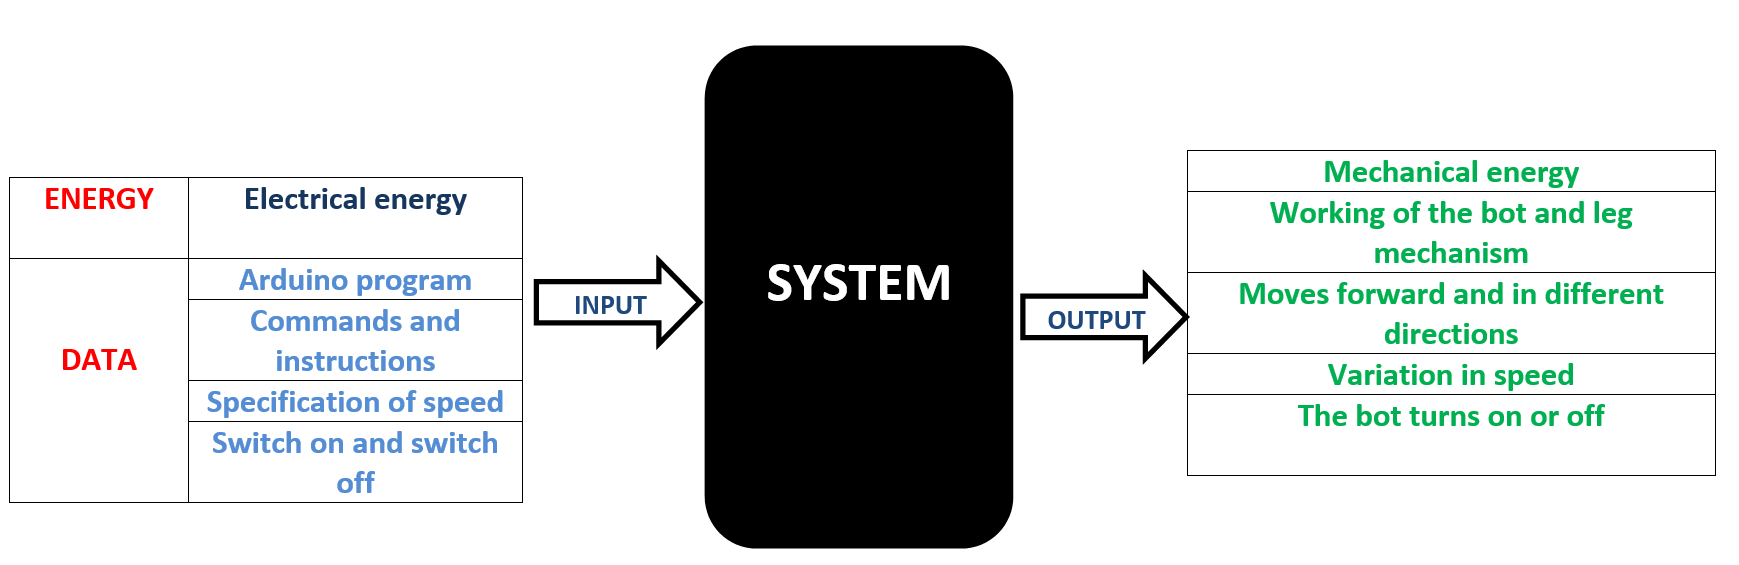 ENERGY
Electrical energy
DATA
Arduino program
Commands and
instructions
Specification of speed
Switch on and switch
off
INPUT
SYSTEM
OUTPUT
Mechanical energy
Working of the bot and leg
mechanism
Moves forward and in different
directions
Variation in speed
The bot turns on or off